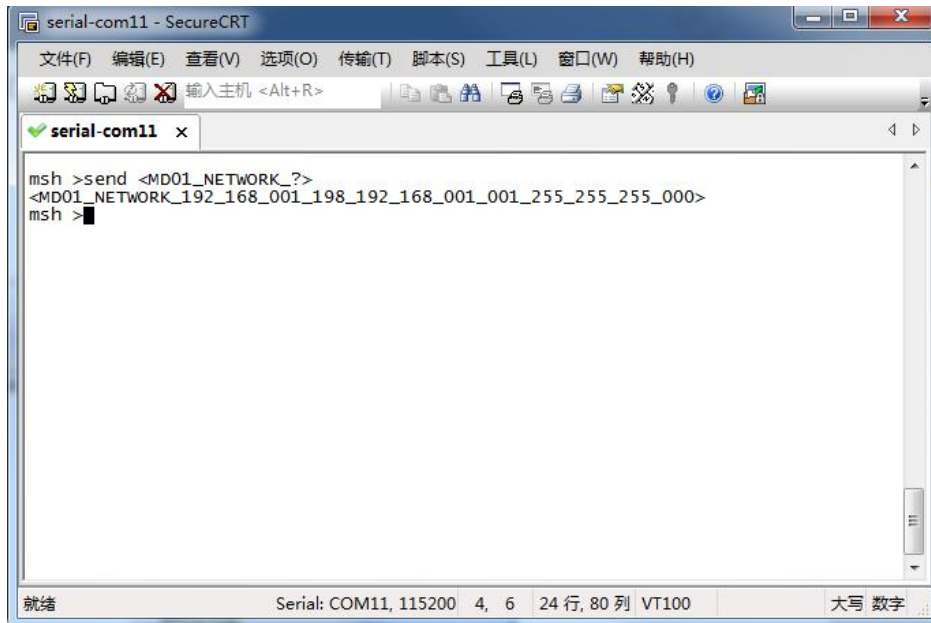 serial-com11 - SecureCRT
文件(F) 编辑(E) 查看(V) 选项(O) 传输(T) 脚本(S) 工具(L) 窗口(W) 帮助(H)
输入主机 <Alt+R>
serial-com11 x
msh >send <MD01_NETWORK_?>
<MD01_NETWORK_192_168_001_198_192_168_001_001_255_255_255_000>
msh >
就绪 Serial: COM11, 115200 4, 6 24 行, 80 列 VT100 大写 数字